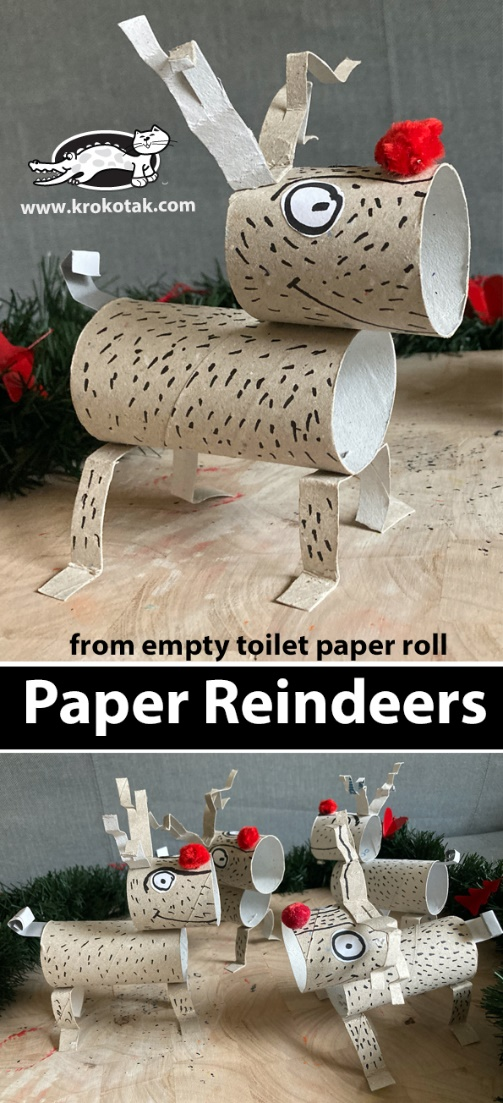 www.krokotak.com
from empty toilet paper roll
Paper Reindeers